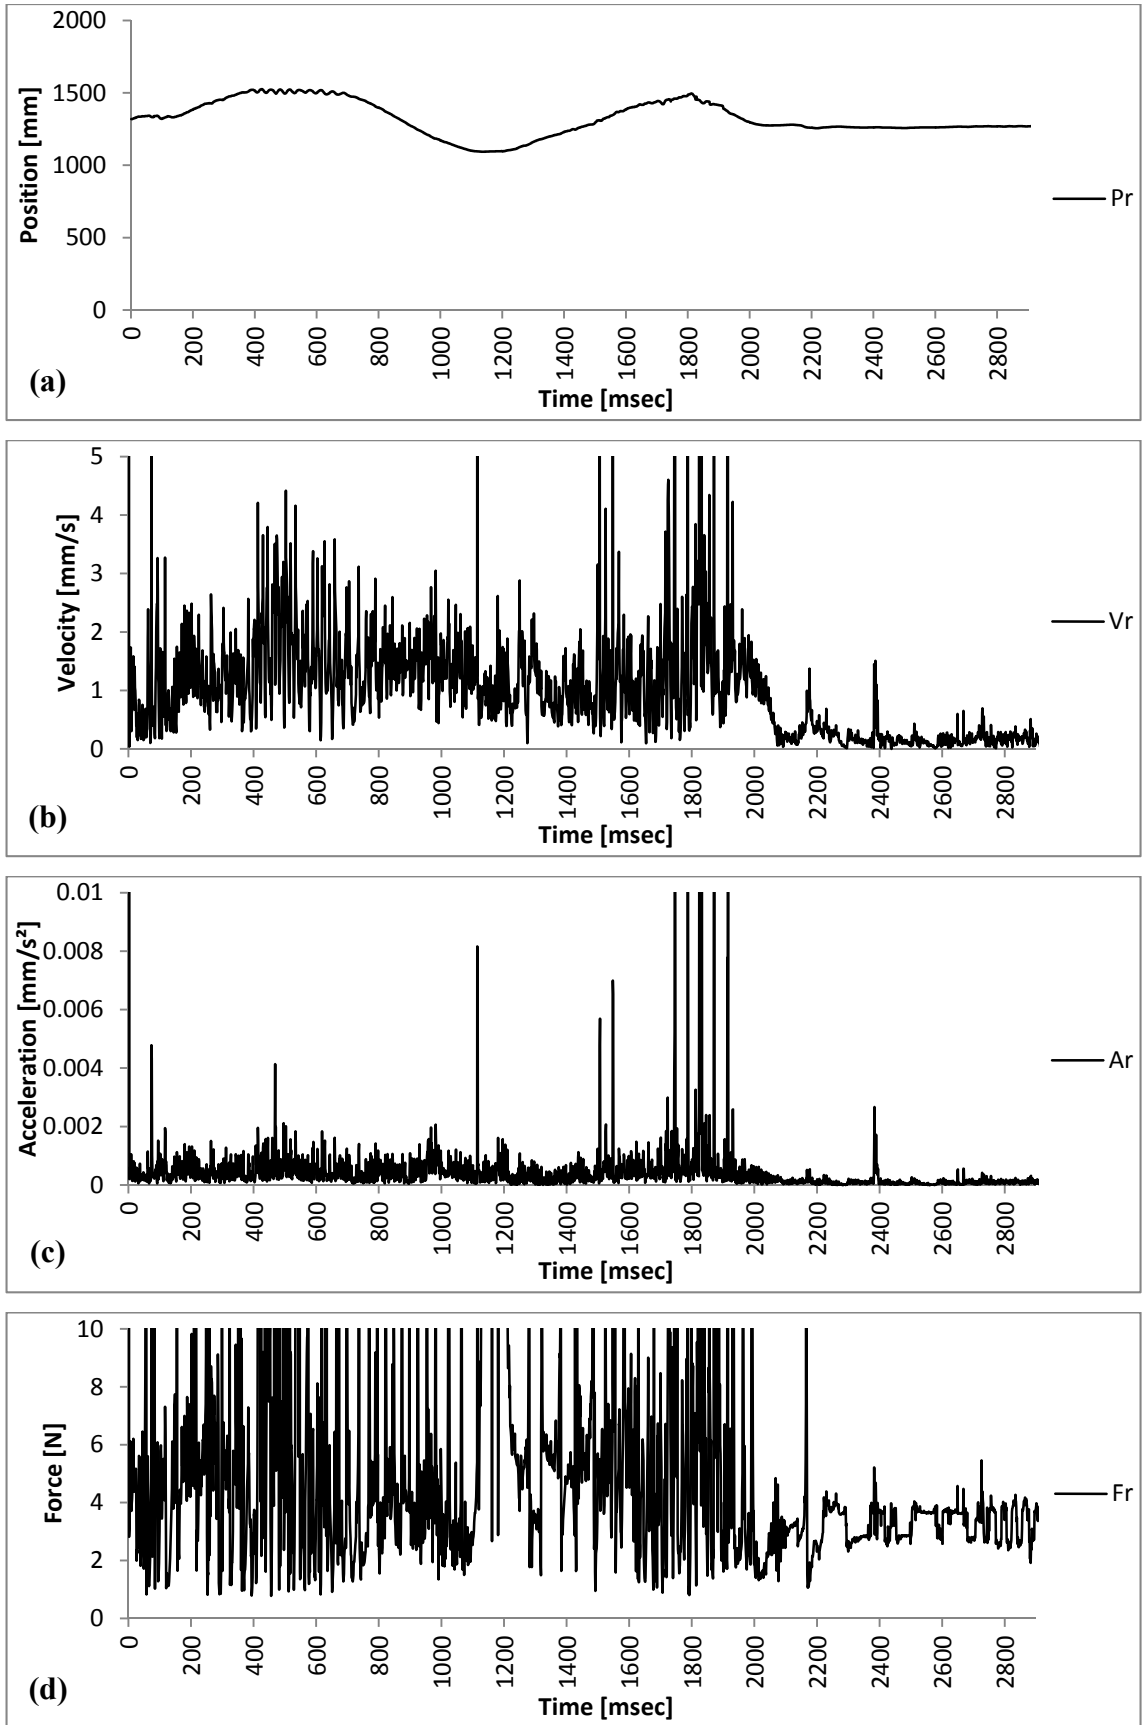 2000
1500
1000
500
0
Position [mm]
0 200 400 600 800 1000 1200 1400 1600 1800 2000 2200 2400 2600 2800
Time [msec]
Pr
(a)
5
4
3
2
1
0
Velocity [mm/s]
0 200 400 600 800 1000 1200 1400 1600 1800 2000 2200 2400 2600 2800
Time [msec]
Vr
(b)
0.01
0.008
0.006
0.004
0.002
0
Acceleration [mm/s²]
0 200 400 600 800 1000 1200 1400 1600 1800 2000 2200 2400 2600 2800
Time [msec]
Ar
(c)
10
8
6
4
2
0
Force [N]
0 200 400 600 800 1000 1200 1400 1600 1800 2000 2200 2400 2600 2800
Time [msec]
Fr
(d)